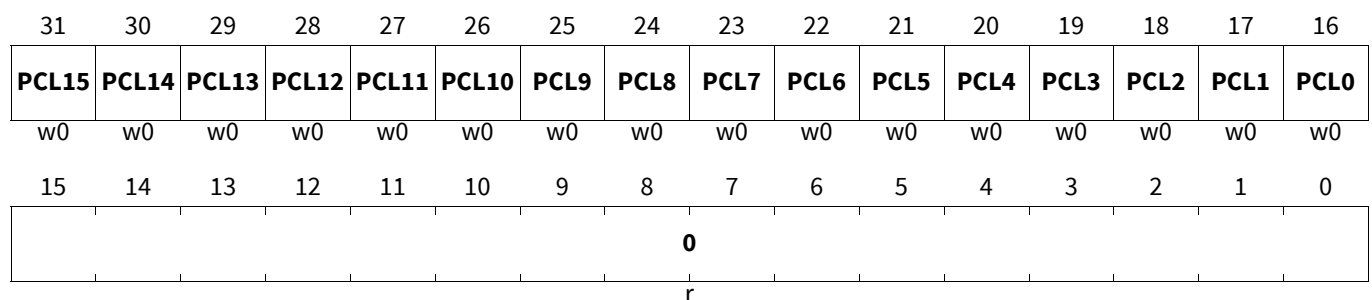 31 30 29 28 27 26 25 24 23 22 21 20 19 18 17 16
PCL15 PCL14 PCL13 PCL12 PCL11 PCL10 PCL9 PCL8 PCL7 PCL6 PCL5 PCL4 PCL3 PCL2 PCL1 PCL0
w0 w0 w0 w0 w0 w0 w0 w0 w0 w0 w0 w0 w0 w0 w0 w0
15 14 13 12 11 10 9 8 7 6 5 4 3 2 1 0
0
r